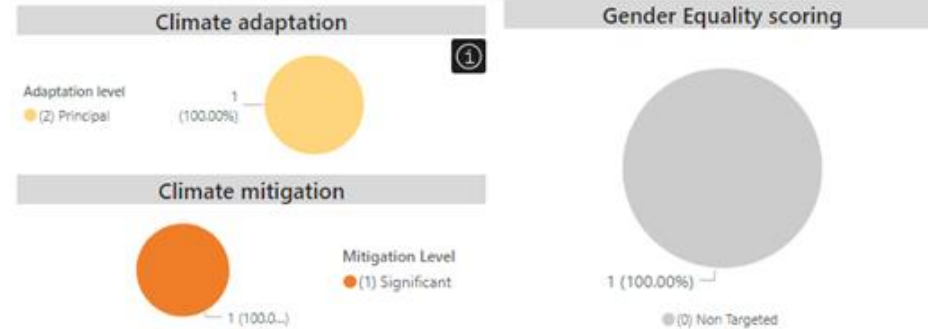 Climate adaptation
Adaptation level
(2) Principal
1
(100.00%)
Climate mitigation
1 (100.0...)
Mitigation Level
(1) Significant
Gender Equality scoring
1 (100.00%)
(0) Non Targeted